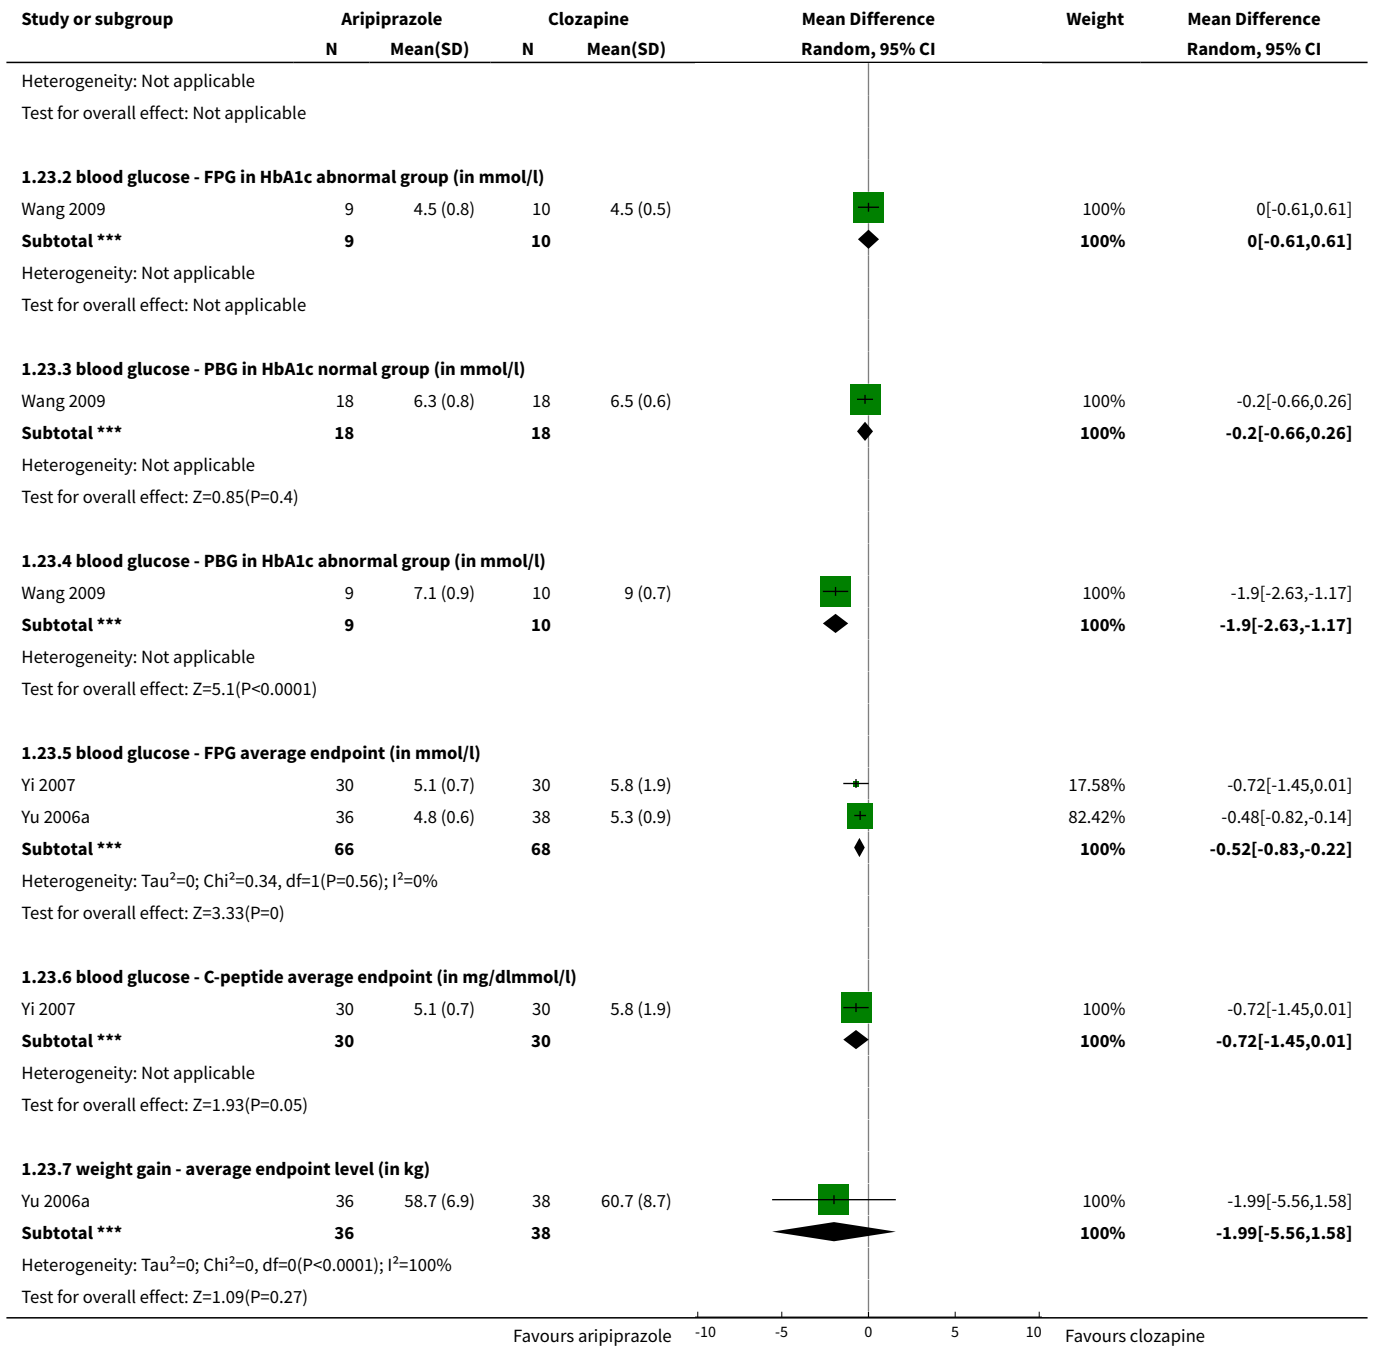 Study or subgroup Aripiprazole Clozapine Mean Difference Weight Mean Difference
N Mean(SD) N Mean(SD) Random, 95% CI Random, 95% CI
Heterogeneity: Not applicable
Test for overall effect: Not applicable
1.23.2 blood glucose - FPG in HbA1c abnormal group (in mmol/l)
Wang 2009 9 4.5 (0.8) 10 4.5 (0.5) 100% 0[-0.61,0.61]
Subtotal *** 9 10 100% 0[-0.61,0.61]
Heterogeneity: Not applicable
Test for overall effect: Not applicable
1.23.3 blood glucose - PBG in HbA1c normal group (in mmol/l)
Wang 2009 18 6.3 (0.8) 18 6.5 (0.6) 100% -0.2[-0.66,0.26]
Subtotal *** 18 18 100% -0.2[-0.66,0.26]
Heterogeneity: Not applicable
Test for overall effect: Z=0.85(P=0.4)
1.23.4 blood glucose - PBG in HbA1c abnormal group (in mmol/l)
Wang 2009 9 7.1 (0.9) 10 9 (0.7) 100% -1.9[-2.63,-1.17]
Subtotal *** 9 10 100% -1.9[-2.63,-1.17]
Heterogeneity: Not applicable
Test for overall effect: Z=5.1(P<0.0001)
1.23.5 blood glucose - FPG average endpoint (in mmol/l)
Yi 2007 30 5.1 (0.7) 30 5.8 (1.9) 17.58% -0.72[-1.45,0.01]
Yu 2006a 36 4.8 (0.6) 38 5.3 (0.9) 82.42% -0.48[-0.82,-0.14]
Subtotal *** 66 68 100% -0.52[-0.83,-0.22]
Heterogeneity: Tau²=0; Chi²=0.34, df=1(P=0.56); I²=0%
Test for overall effect: Z=3.33(P=0)
1.23.6 blood glucose - C-peptide average endpoint (in mg/dlmmol/l)
Yi 2007 30 5.1 (0.7) 30 5.8 (1.9) 100% -0.72[-1.45,0.01]
Subtotal *** 30 30 100% -0.72[-1.45,0.01]
Heterogeneity: Not applicable
Test for overall effect: Z=1.93(P=0.05)
1.23.7 weight gain - average endpoint level (in kg)
Yu 2006a 36 58.7 (6.9) 38 60.7 (8.7) 100% -1.99[-5.56,1.58]
Subtotal *** 36 38 100% -1.99[-5.56,1.58]
Heterogeneity: Tau²=0; Chi²=0, df=0(P<0.0001); I²=100%
Test for overall effect: Z=1.09(P=0.27)
Favours aripiprazole -10 -5 0 5 10 Favours clozapine